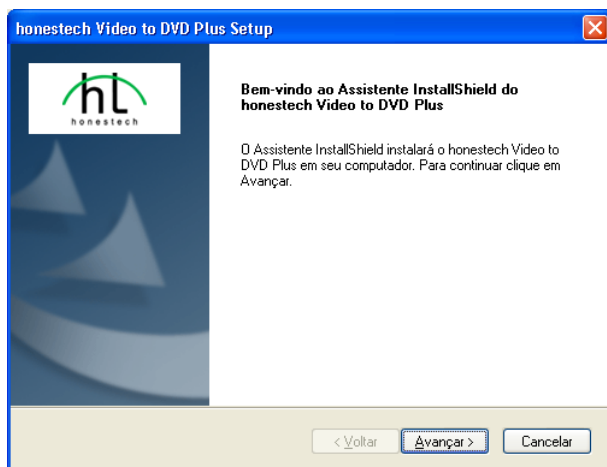 honestech Video to DVD Plus Setup
hL
honestech
Bem-vindo ao Assistente InstallShield do
honestech Video to DVD Plus
O Assistente InstallShield instalará o honestech Video to
DVD Plus em seu computador. Para continuar clique em
Avançar.
< Voltar
Avançar >
Cancelar